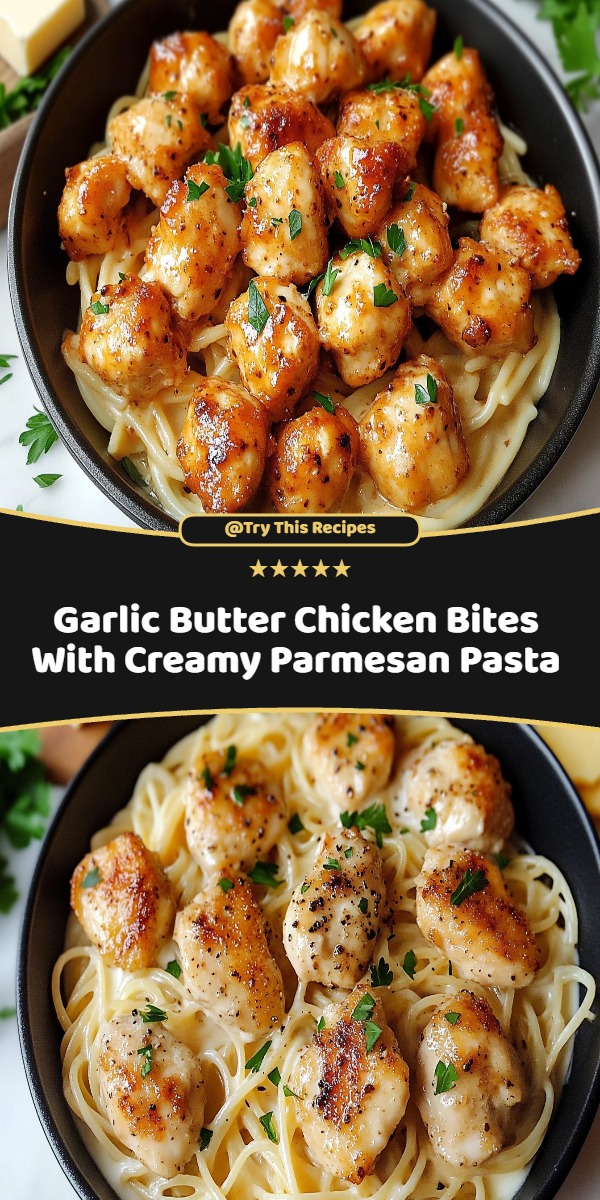 @Try This Recipes
★★★★★
Garlic Butter Chicken Bites
With Creamy Parmesan Pasta